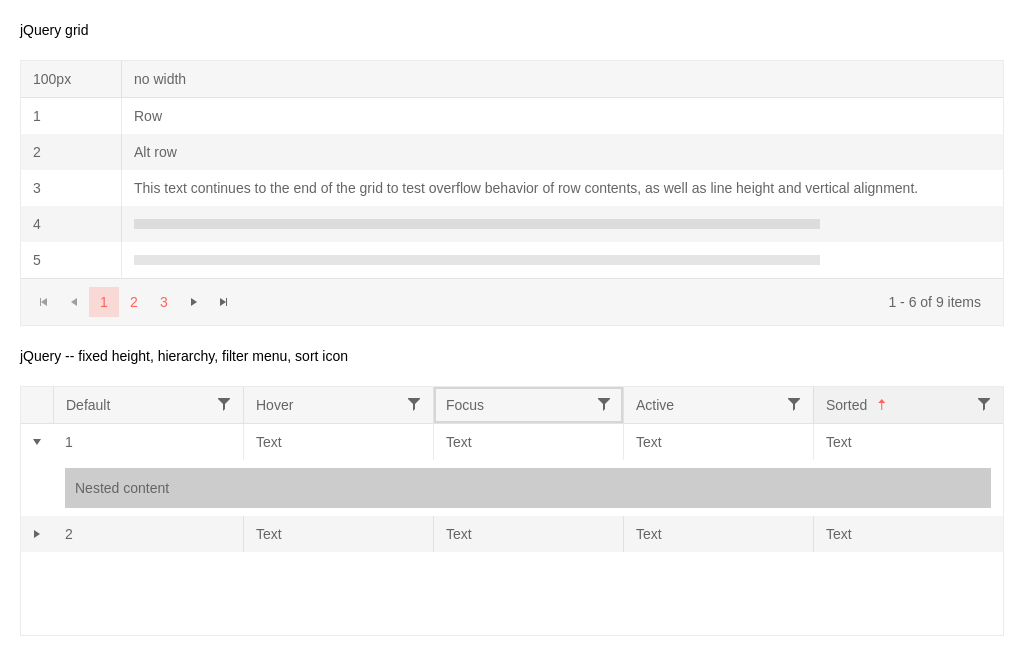 jQuery grid
100px no width
1 Row
2 Alt row
3 This text continues to the end of the grid to test overflow behavior of row contents, as well as line height and vertical alignment.
4
5
1 2 3 1 - 6 of 9 items
jQuery -- fixed height, hierarchy, filter menu, sort icon
Default Hover Focus Active Sorted
1 Text Text Text Text
Nested content
2 Text Text Text Text